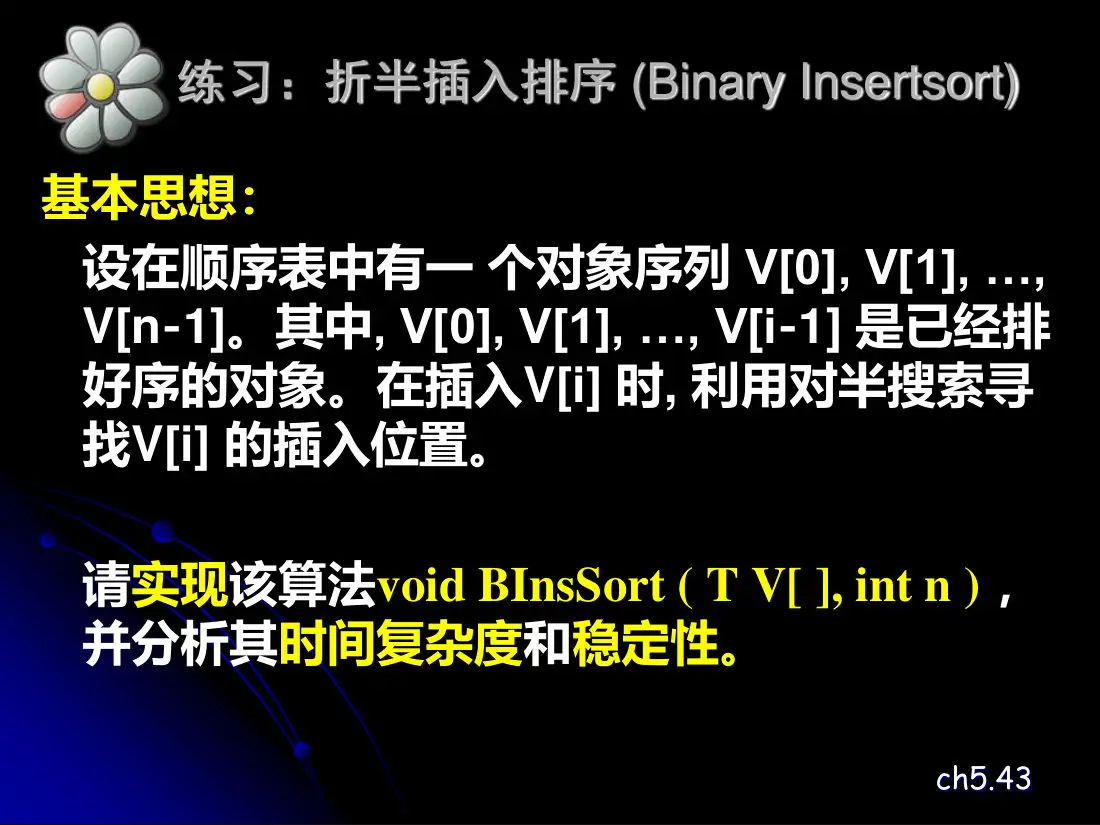 练习：折半插入排序 (Binary Insertsort)
基本思想：
设在顺序表中有一 个对象序列 V[0], V[1], …,
V[n-1]。其中, V[0], V[1], …, V[i-1] 是已经排
好序的对象。在插入V[i] 时, 利用对半搜索寻
找V[i] 的插入位置。
请实现该算法void BInsSort ( T V[ ], int n ) ，
并分析其时间复杂度和稳定性。
ch5.43